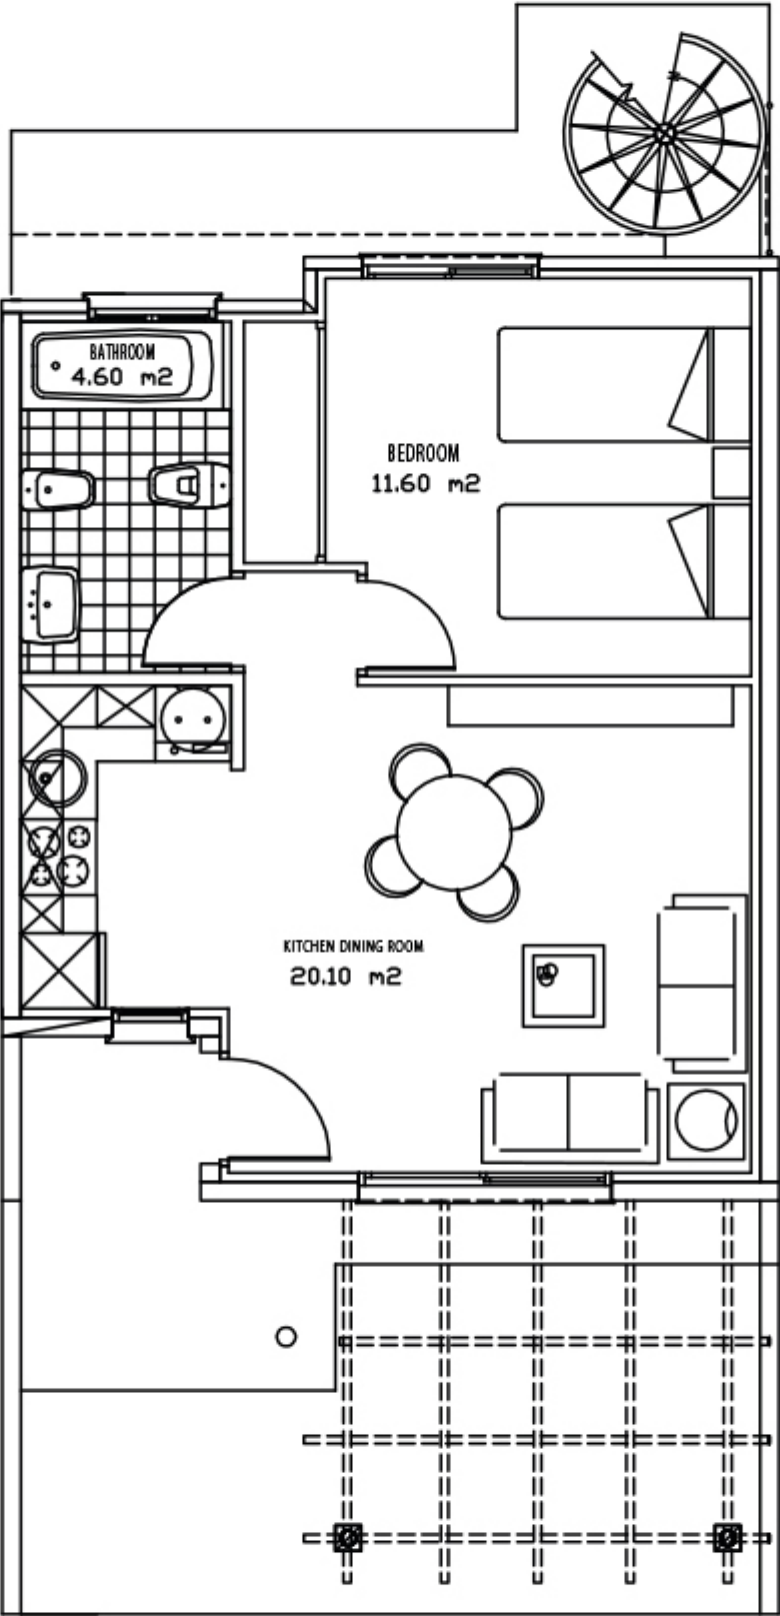 BATHROOM
4.60 m2
BEDROOM
11.60 m2
KITCHEN DINING ROOM
20.10 m2